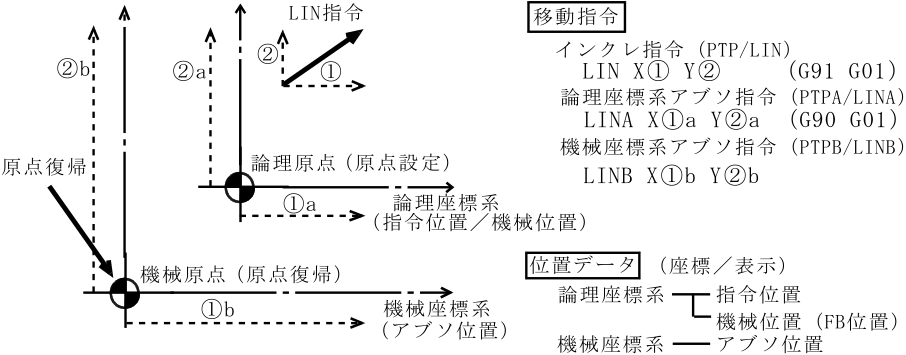 ②b
②a
LIN指令
②
①
原点復帰
論理原点（原点設定）
①a
論理座標系
（指令位置／機械位置）
機械原点（原点復帰）
①b
機械座標系
（アブソ位置）
移動指令
インクレ指令（PTP/LIN）
LIN X① Y② （G91 G01）
論理座標系アブソ指令（PTPA/LINA）
LINA X①a Y②a （G90 G01）
機械座標系アブソ指令（PTPB/LINB）
LINB X①b Y②b
位置データ （座標／表示）
論理座標系 指令位置
機械位置（FB位置）
機械座標系 アブソ位置